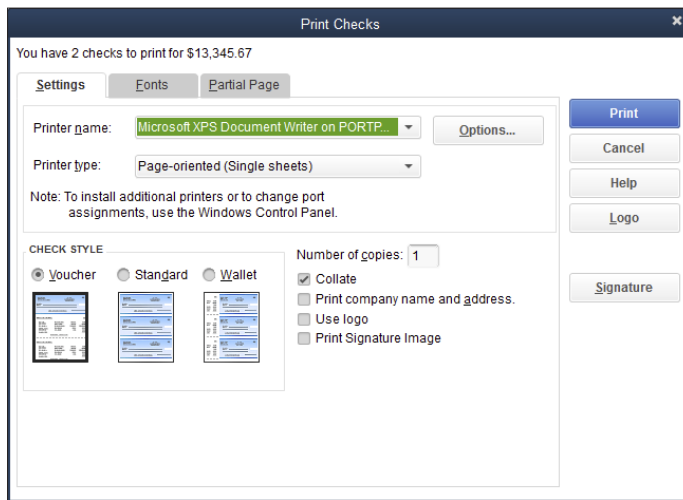 Print Checks
You have 2 checks to print for $13,345.67
Settings
Fonts
Partial Page
Printer name:
Microsoft XPS Document Writer on PORTP...
Options...
Printer type:
Page-oriented (Single sheets)
Note: To install additional printers or to change port
assignments, use the Windows Control Panel.
CHECK STYLE
Voucher
Standard
Wallet
Number of copies: 1
Collate
Print company name and address.
Use logo
Print Signature Image
Print
Cancel
Help
Logo
Signature